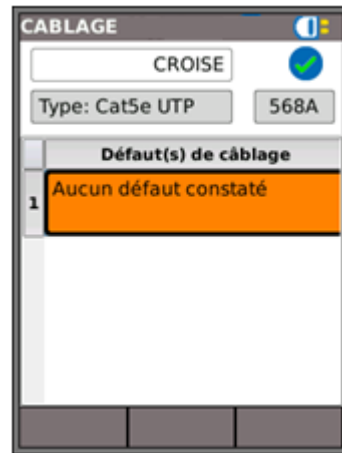 CABLAGE
CROISE
Type: Cat5e UTP 568A
Défaut(s) de câblage
1 Aucun défaut constaté